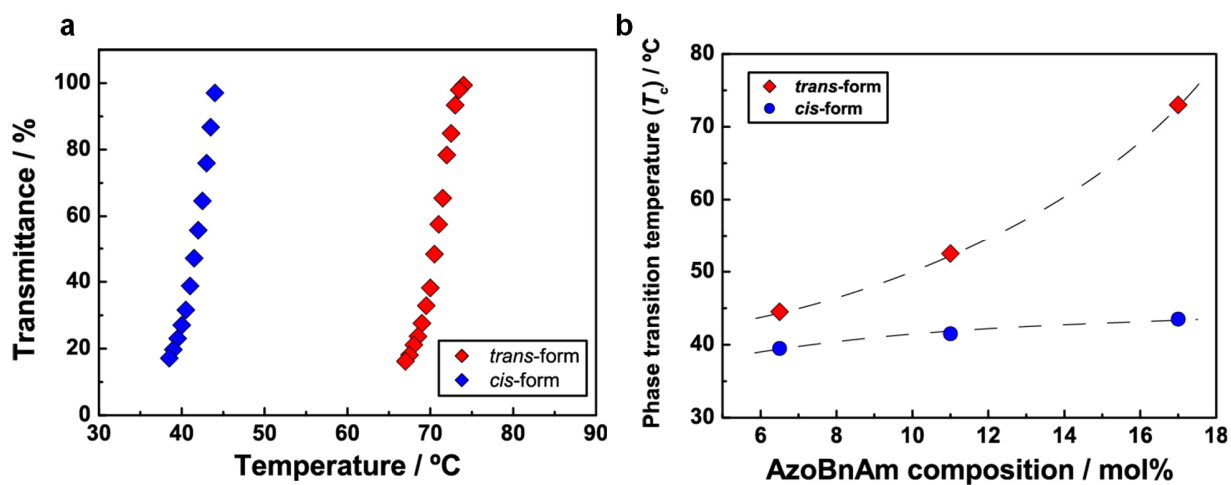 a
Transmittance / %
100
80
60
40
20
0
30 40 50 60 70 80 90
Temperature / ºC
trans-form
cis-form
b
Phase transition temperature (Tc) / ºC
80
70
60
50
40
30
6 8 10 12 14 16 18
AzoBnAm composition / mol%
trans-form
cis-form